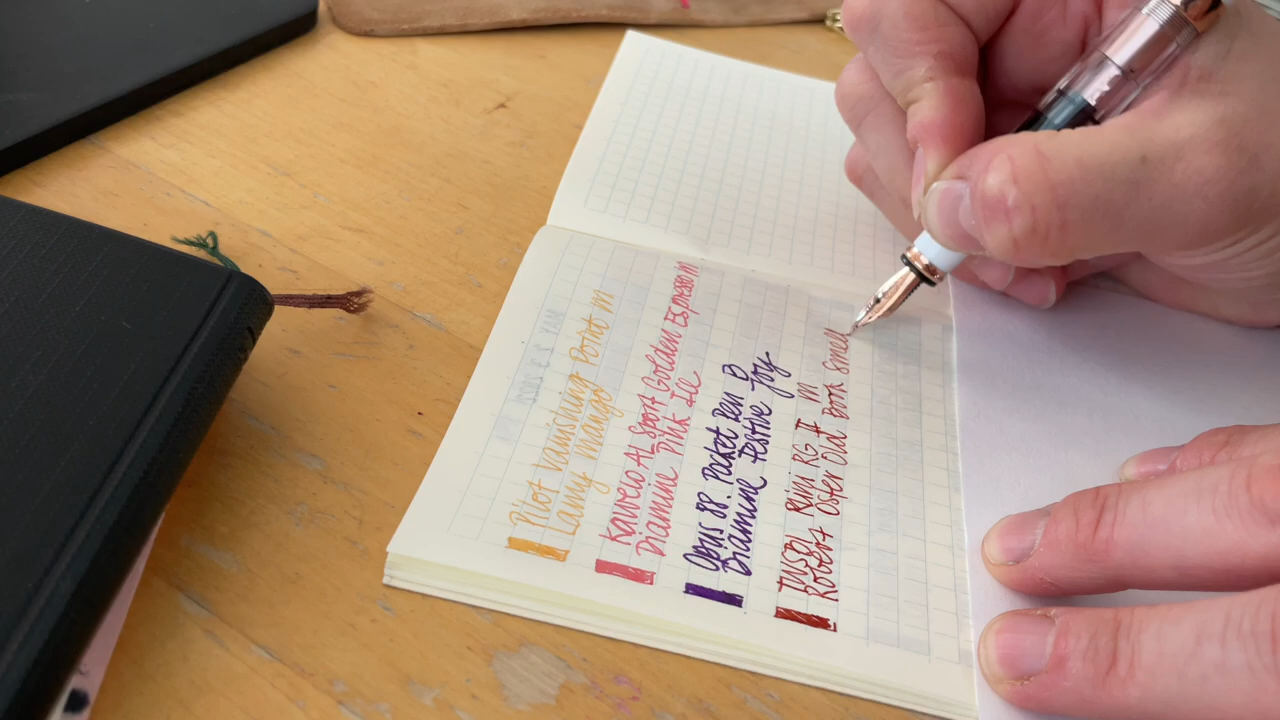 Pilot Vanishing Point M
Lamy mango
Kaweco AL Sport Golden Espresso M
Diamine Pink Ice
Opus 88 Pocket Pen B
Diamine Festive Joy
TWSBI RG II M
Robert Oster Old Book Smell